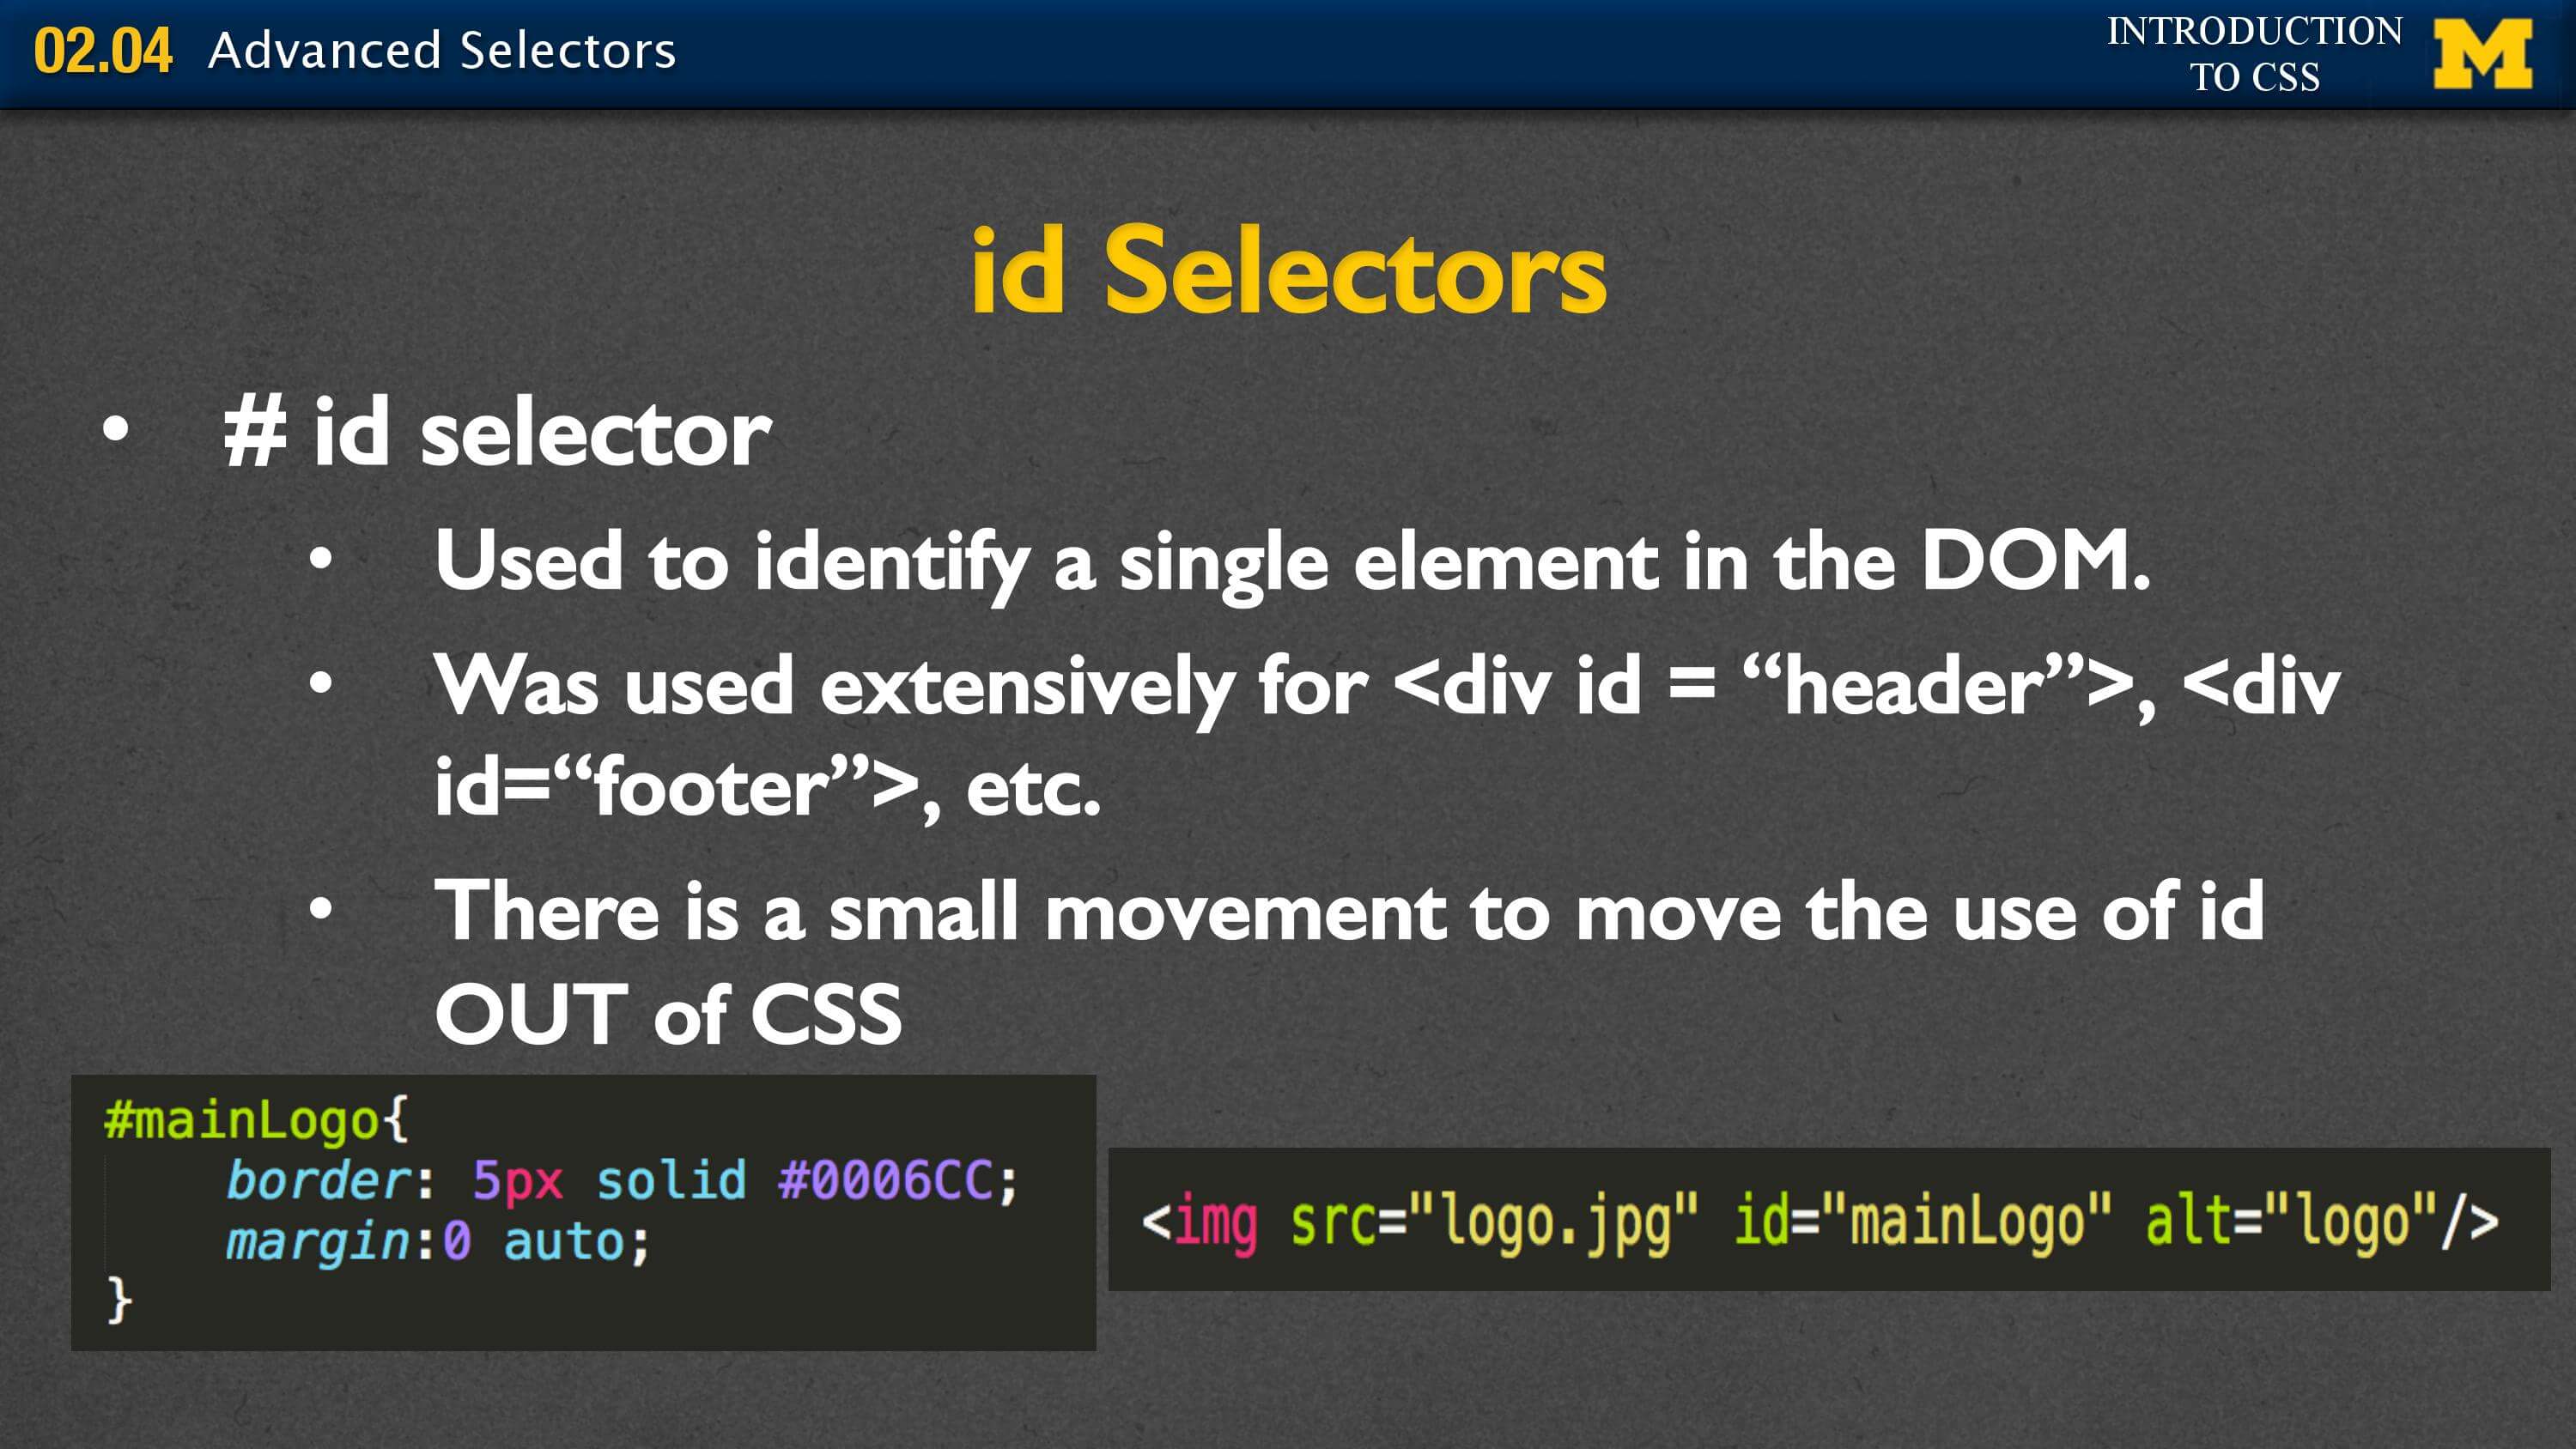 02.04 Advanced Selectors
INTRODUCTION
TO CSS
M
id Selectors
• # id selector
• Used to identify a single element in the DOM.
• Was used extensively for <div id = “header”>, <div
id=“footer”>, etc.
• There is a small movement to move the use of id
OUT of CSS
#mainLogo{
border: 5px solid #0006CC;
margin:0 auto;
}
<img src="logo.jpg" id="mainLogo" alt="logo"/>